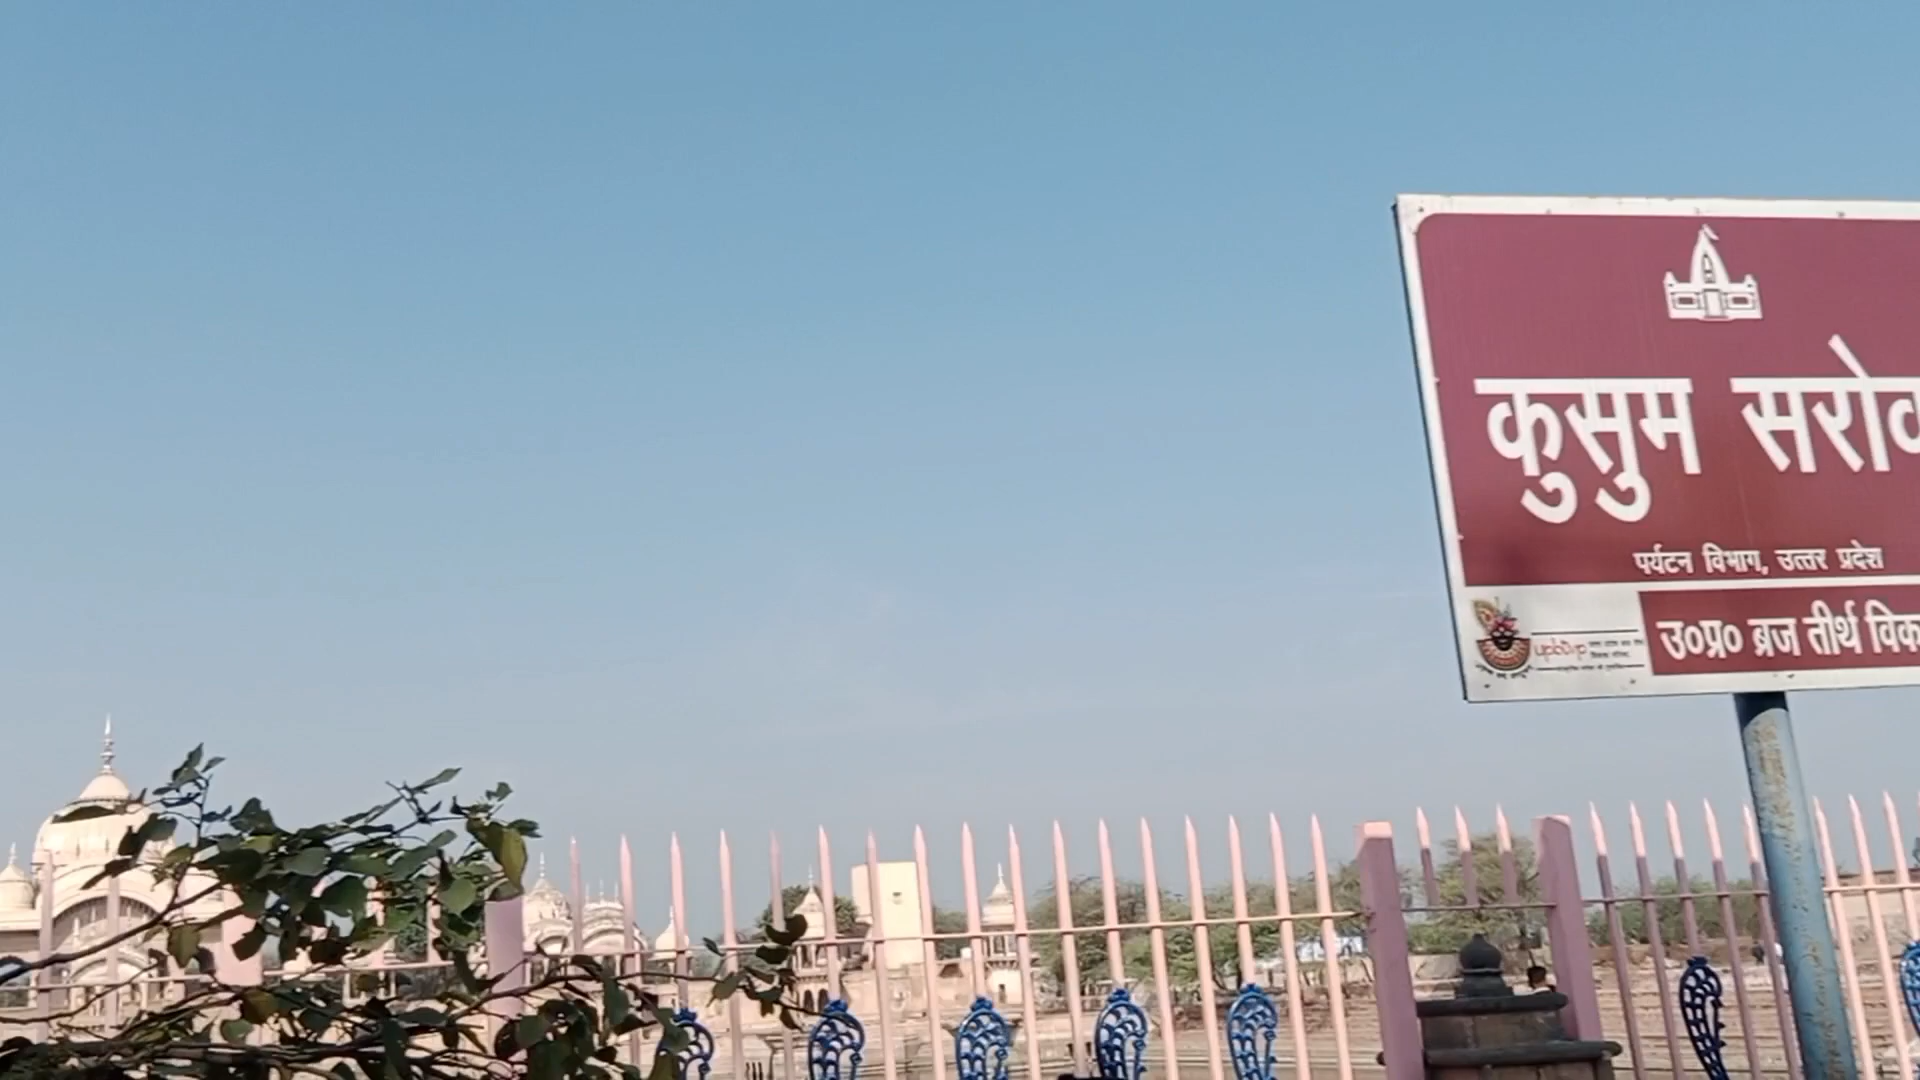 कुसुम सरोव
पर्यटन विभाग, उत्तर प्रदेश
उ०प्र० ब्रज तीर्थ विक